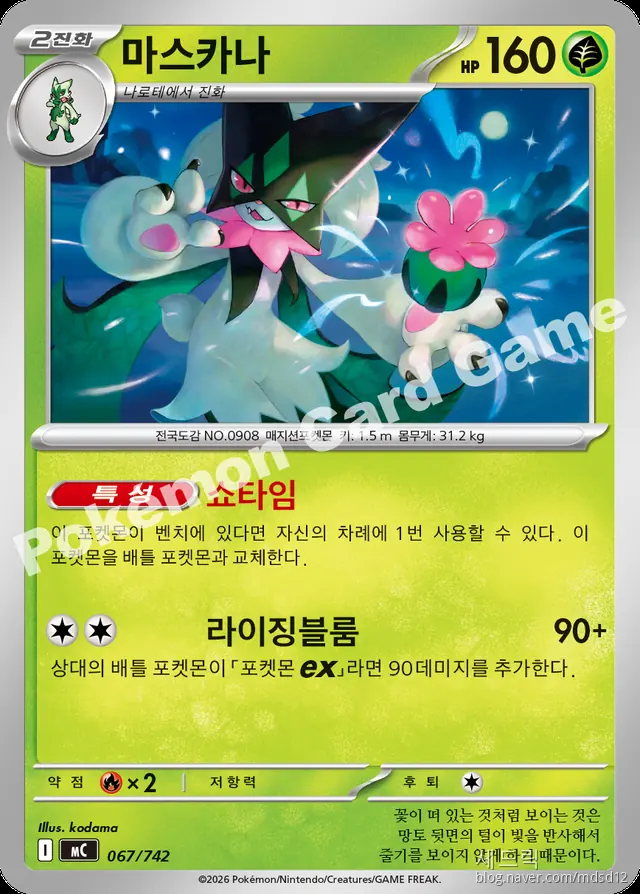 2진화
마스카나
HP 160
나로테에서 진화
전국도감 NO.0908 매지션포켓몬 키: 1.5 m 몸무게: 31.2 kg
특성 쇼타임
이 포켓몬이 벤치에 있다면 자신의 차례에 1번 사용할 수 있다. 이
포켓몬을 배틀 포켓몬과 교체한다.
라이징블룸 90+
상대의 배틀 포켓몬이 「포켓몬 ex」라면 90데미지를 추가한다.
약점 ×2 저항력 후퇴
Illus. kodama
꽃이 떠 있는 것처럼 보이는 것은
망토 뒷면의 털이 빛을 반사해서
줄기를 보이지 않게 하기 때문이다.
I MC 067/742
©2026 Pokémon/Nintendo/Creatures/GAME FREAK.
Pokémon Card Game
세드릭
blog.naver.com/mdsd12